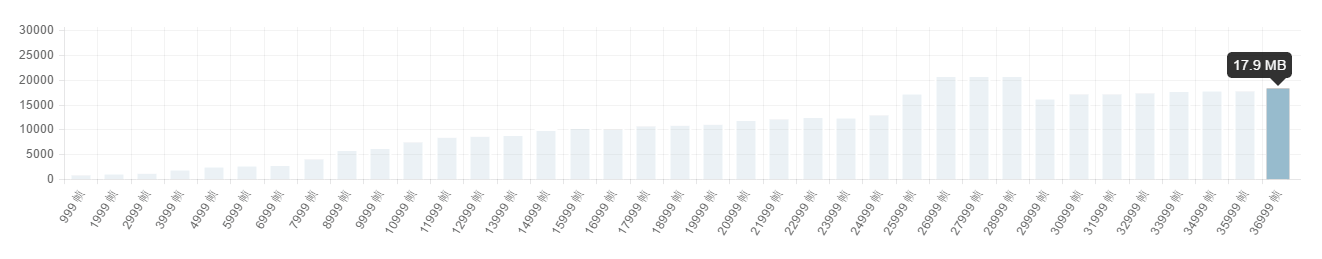 30000
25000
20000
15000
10000
5000
0
17.9 MB
999 帧
1999 帧
2999 帧
3999 帧
4999 帧
5999 帧
6999 帧
7999 帧
8999 帧
9999 帧
10999 帧
11999 帧
12999 帧
13999 帧
14999 帧
15999 帧
16999 帧
17999 帧
18999 帧
19999 帧
20999 帧
21999 帧
22999 帧
23999 帧
24999 帧
25999 帧
26999 帧
27999 帧
28999 帧
29999 帧
30999 帧
31999 帧
32999 帧
33999 帧
34999 帧
35999 帧
36999 帧